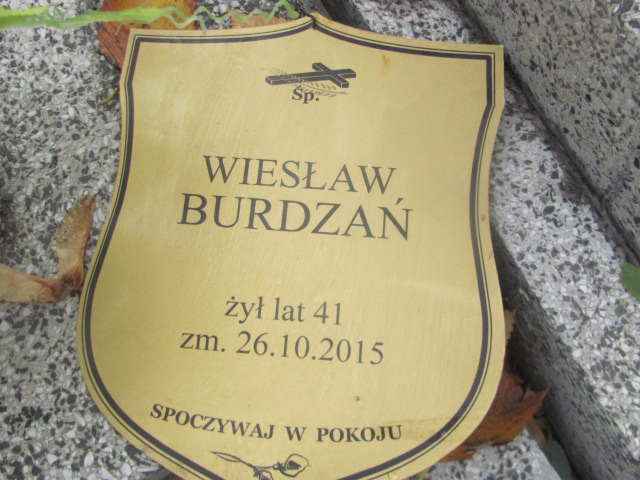 Śp.
WIESŁAW
BURDZAŃ
żył lat 41
zm. 26.10.2015
SPOCZYWAJ W POKOJU